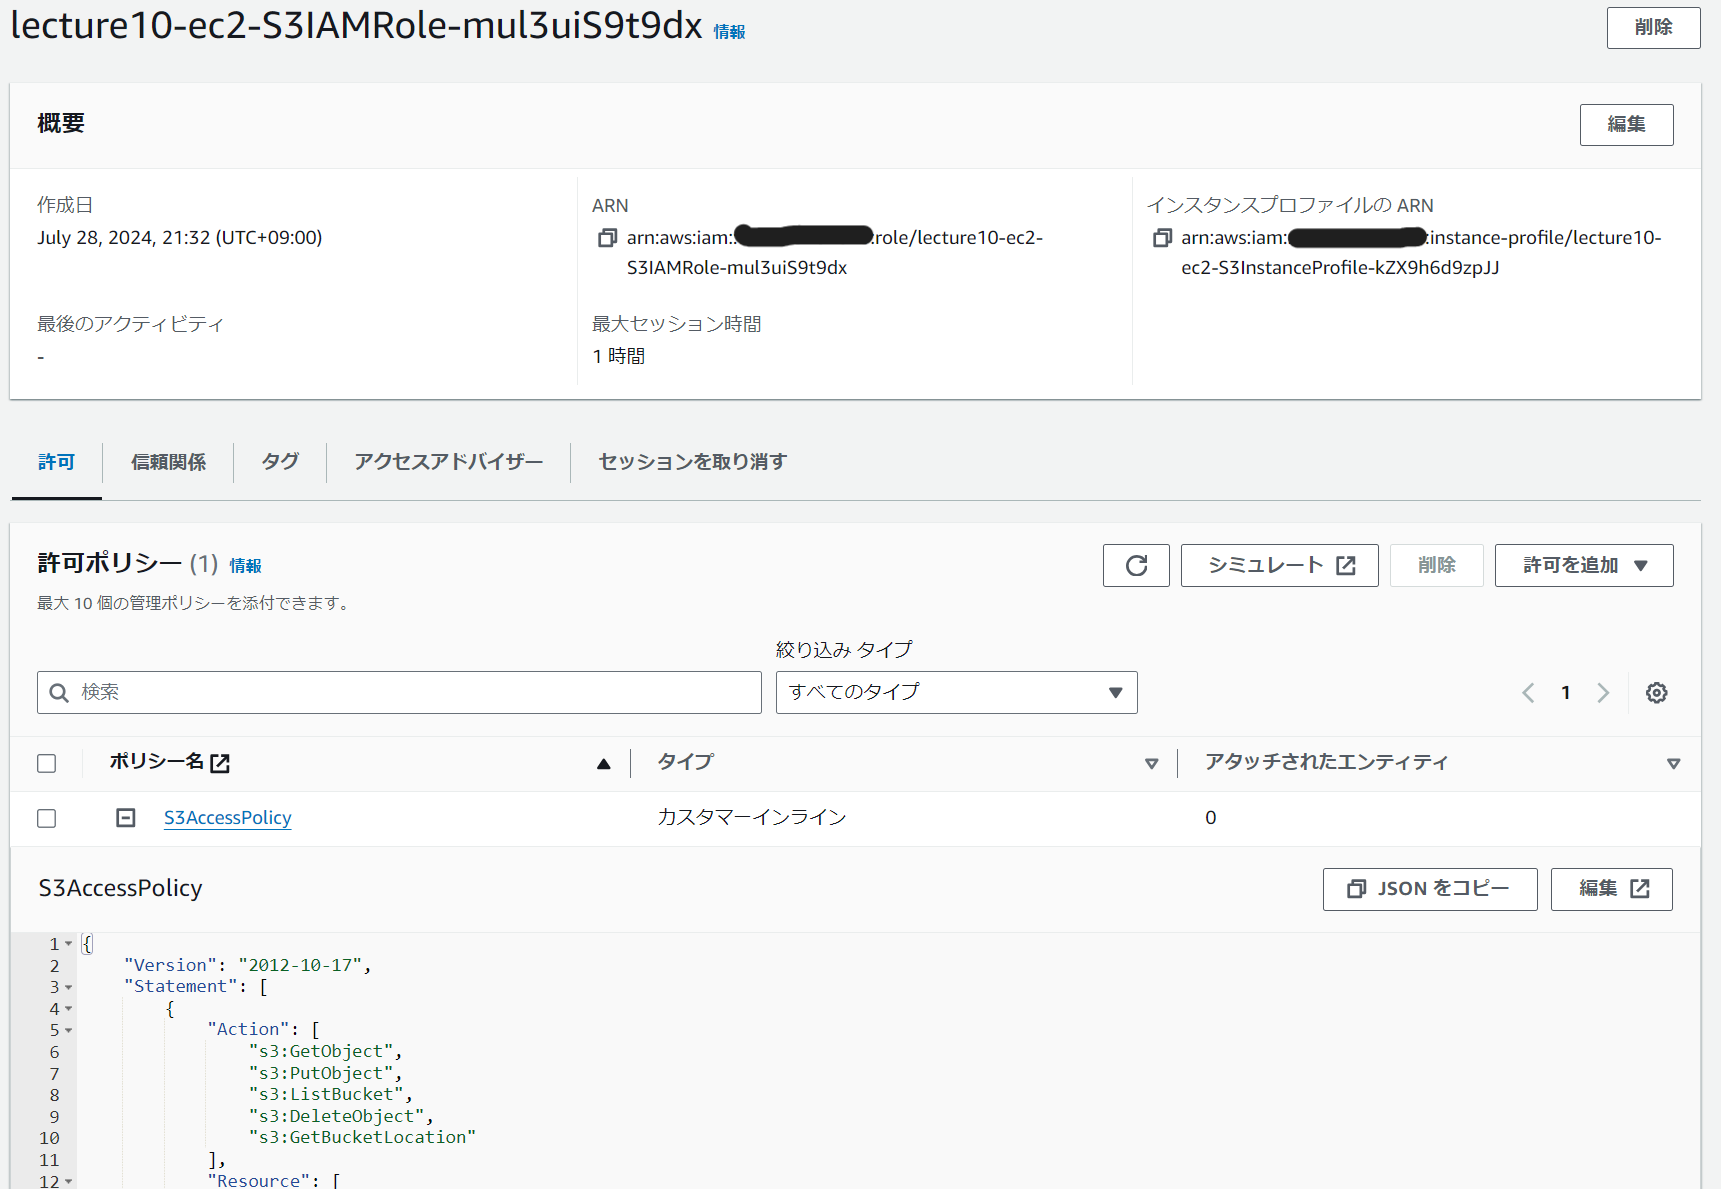 lecture10-ec2-S3IAMRole-mul3uiS9t9dx 情報
削除
概要
編集
作成日
July 28, 2024, 21:32 (UTC+09:00)
ARN
arn:aws:iam::
:role/lecture10-ec2-
S3IAMRole-mul3uiS9t9dx
インスタンスプロファイルの ARN
arn:aws:iam:
:instance-profile/lecture10-
ec2-S3InstanceProfile-kZX9h6d9zpJJ
最後のアクティビティ
-
最大セッション時間
1 時間
許可
信頼関係
タグ
アクセスアドバイザー
セッションを取り消す
許可ポリシー (1) 情報
最大 10 個の管理ポリシーを添付できます。
シミュレート
削除
許可を追加
絞り込み タイプ
検索
すべてのタイプ
1
ポリシー名
タイプ
アタッチされたエンティティ
S3AccessPolicy
カスタマーインライン
0
S3AccessPolicy
JSON をコピー
編集
1 {
2 "Version": "2012-10-17",
3 "Statement": [
4 {
5 "Action": [
6 "s3:GetObject",
7 "s3:PutObject",
8 "s3:ListBucket",
9 "s3:DeleteObject",
10 "s3:GetBucketLocation"
11 ],
12 "Resource": [